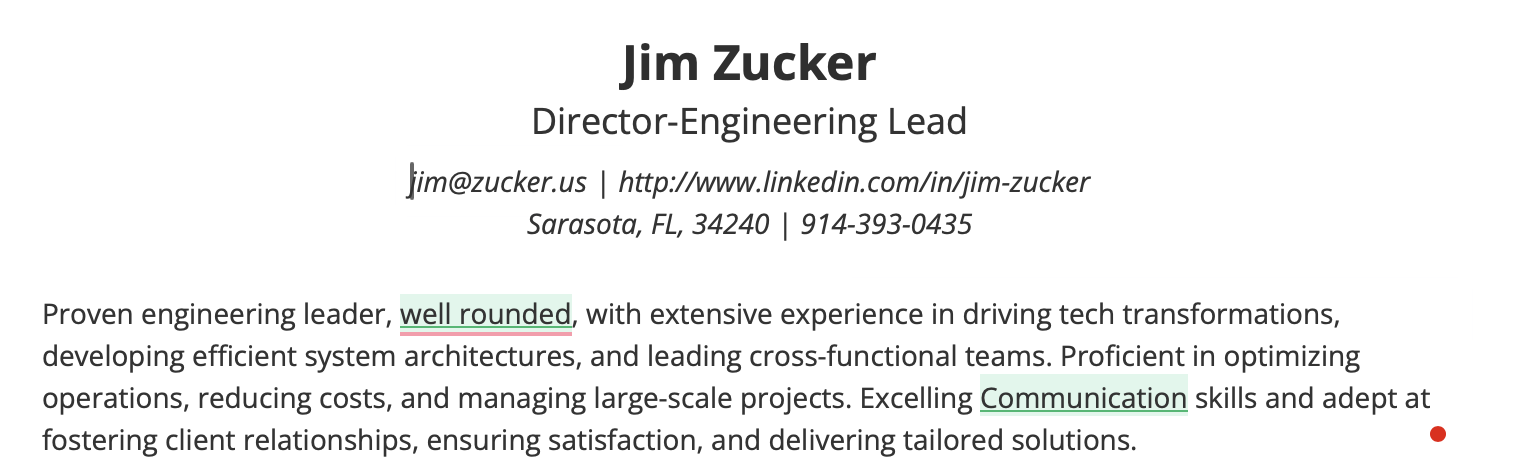 Jim Zucker
Director-Engineering Lead
jim@zucker.us | http://www.linkedin.com/in/jim-zucker
Sarasota, FL, 34240 | 914-393-0435
Proven engineering leader, well rounded, with extensive experience in driving tech transformations,
developing efficient system architectures, and leading cross-functional teams. Proficient in optimizing
operations, reducing costs, and managing large-scale projects. Excelling Communication skills and adept at
fostering client relationships, ensuring satisfaction, and delivering tailored solutions.